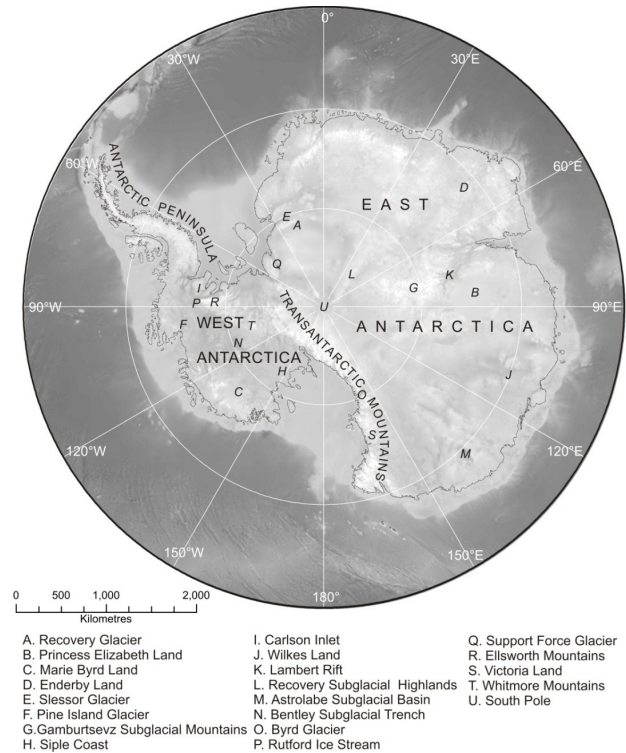 0°
30°W
30°E
60°W
60°E
ANTARCTIC PENINSULA
EAST
D
E
A
Q
L
K
G
B
I
P
R
U
90°W
90°E
TRANSANTARCTIC MOUNTAINS
F
WEST
T
ANTARCTICA
N
ANTARCTICA
H
J
C
O
S
M
120°W
120°E
150°W
150°E
180°
0 500 1,000 2,000
Kilometres
A. Recovery Glacier
B. Princess Elizabeth Land
C. Marie Byrd Land
D. Enderby Land
E. Slessor Glacier
F. Pine Island Glacier
G.Gamburtsevz Subglacial Mountains
H. Siple Coast
I. Carlson Inlet
J. Wilkes Land
K. Lambert Rift
L. Recovery Subglacial Highlands
M. Astrolabe Subglacial Basin
N. Bentley Subglacial Trench
O. Byrd Glacier
P. Rutford Ice Stream
Q. Support Force Glacier
R. Ellsworth Mountains
S. Victoria Land
T. Whitmore Mountains
U. South Pole